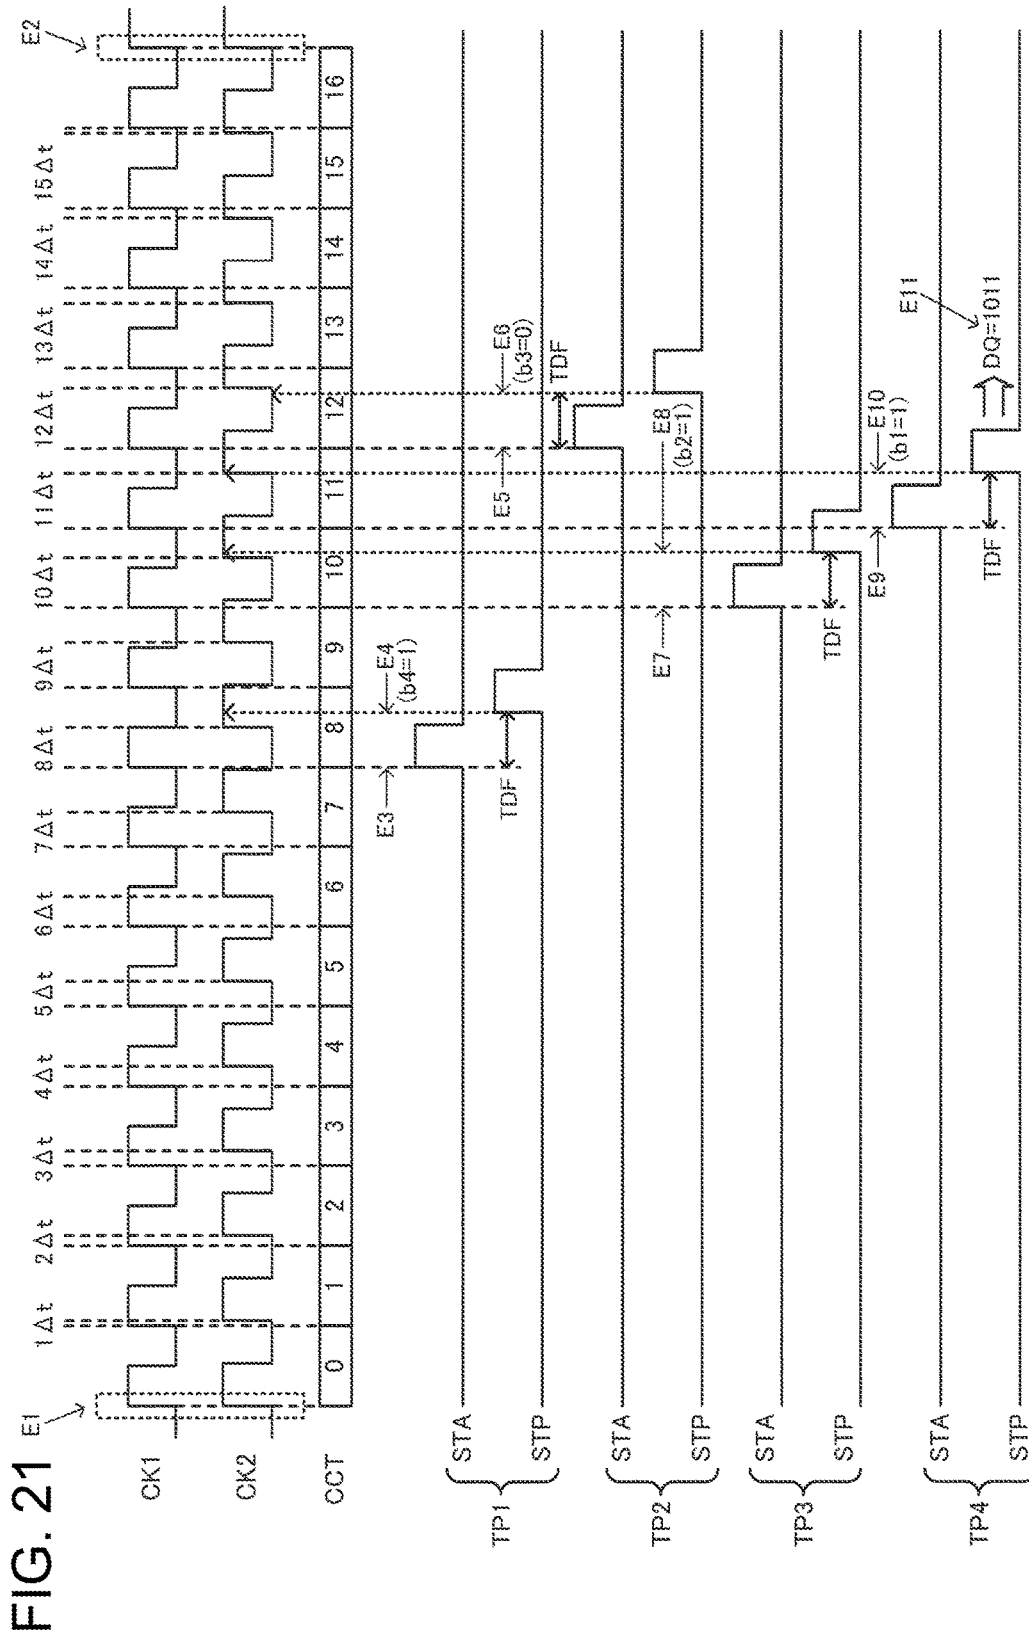 FIG. 21
E1
1Δt 2Δt 3Δt 4Δt 5Δt 6Δt 7Δt 8Δt 9Δt 10Δt 11Δt 12Δt 13Δt 14Δt 15Δt
E2
CK1
CK2
CCT 0 1 2 3 4 5 6 7 8 9 10 11 12 13 14 15 16
TP1
STA
STP
E3
E4
(b4=1)
TDF
TP2
STA
STP
E5
E6
(b3=0)
TDF
TP3
STA
STP
E7
E8
(b2=1)
TDF
TP4
STA
STP
E9
E10
(b1=1)
TDF
E11
DQ=1011